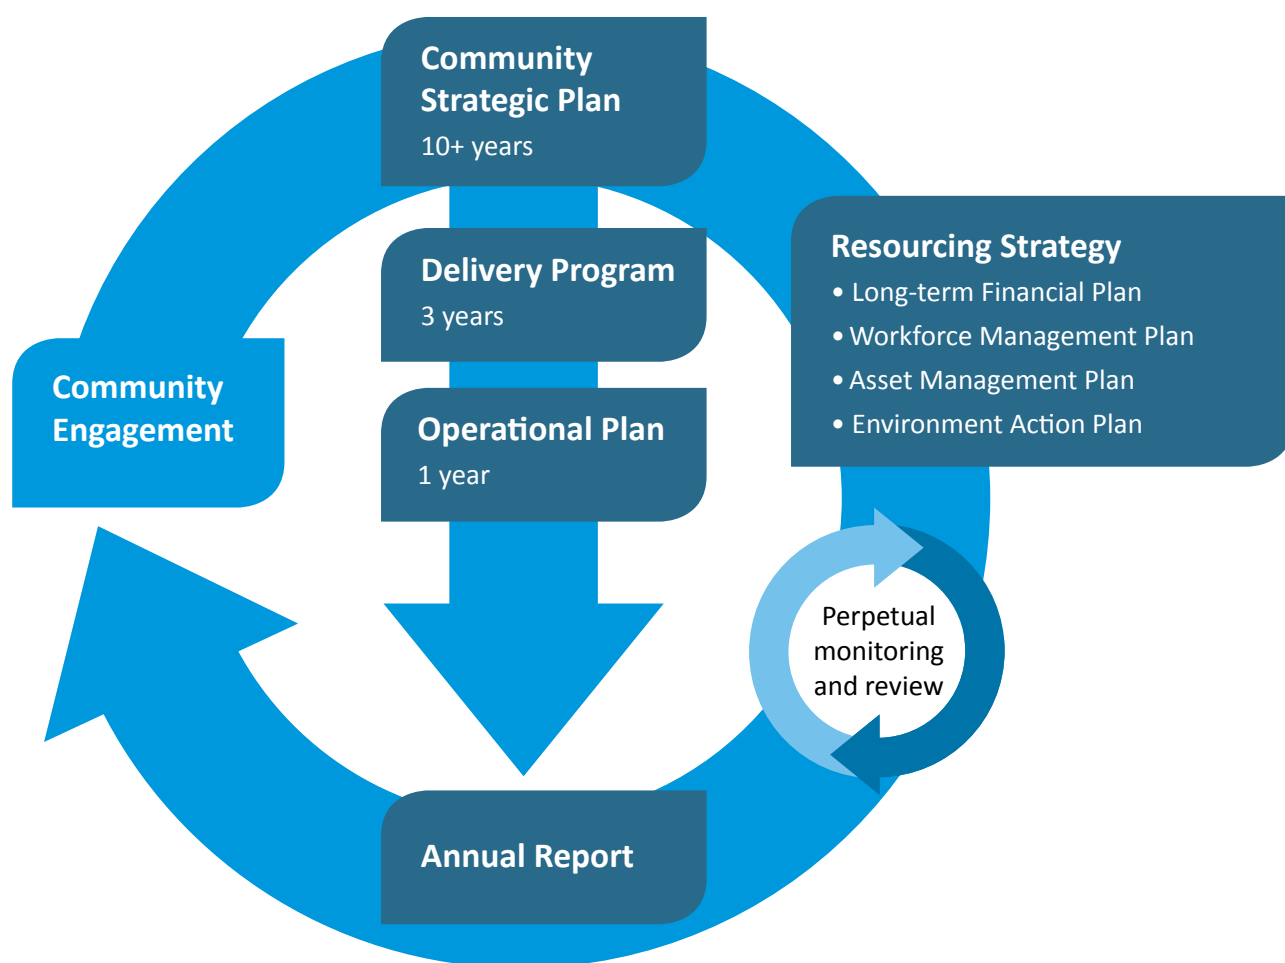 Community
Strategic Plan
10+ years
Delivery Program
3 years
Operational Plan
1 year
Resourcing Strategy
• Long-term Financial Plan
• Workforce Management Plan
• Asset Management Plan
• Environment Action Plan
Community
Engagement
Perpetual
monitoring
and review
Annual Report